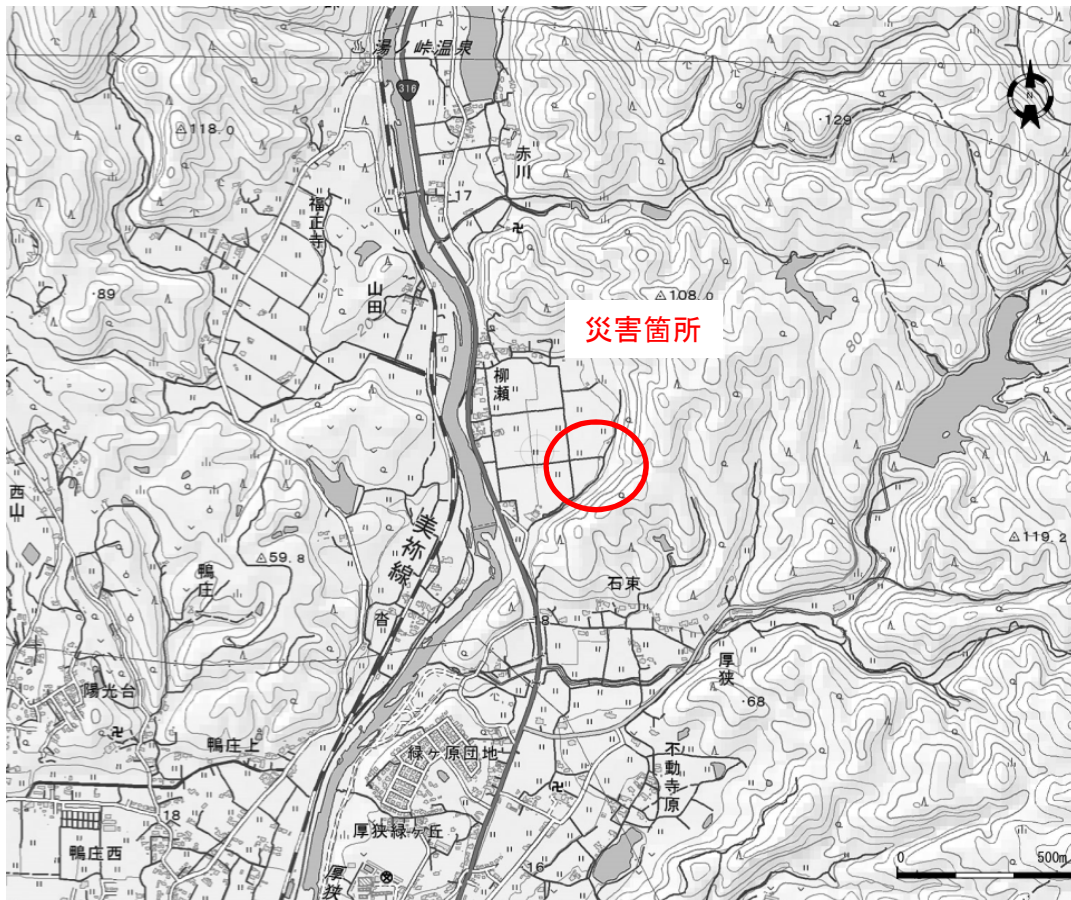 湯ノ峠温泉
316
118.0
129
赤川
17
福正寺
山田
20
89
108.0
災害箇所
80
柳瀬
西山
美祢線
119.2
59.8
鴨庄
石東
沓
8
厚狭
陽光台
68
鴨庄上
緑ヶ原団地
不動寺原
18
厚狭緑ヶ丘
鴨庄西
16
厚狭
N
0
500m